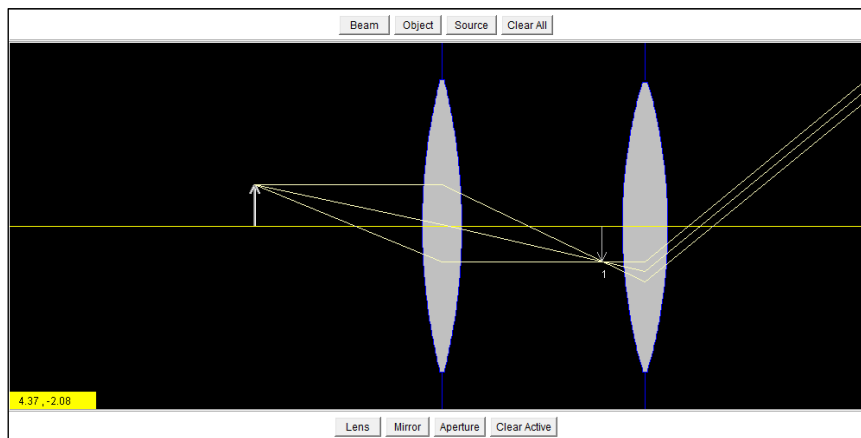 Beam Object Source Clear All
1
4.37 , -2.08
Lens Mirror Aperture Clear Active